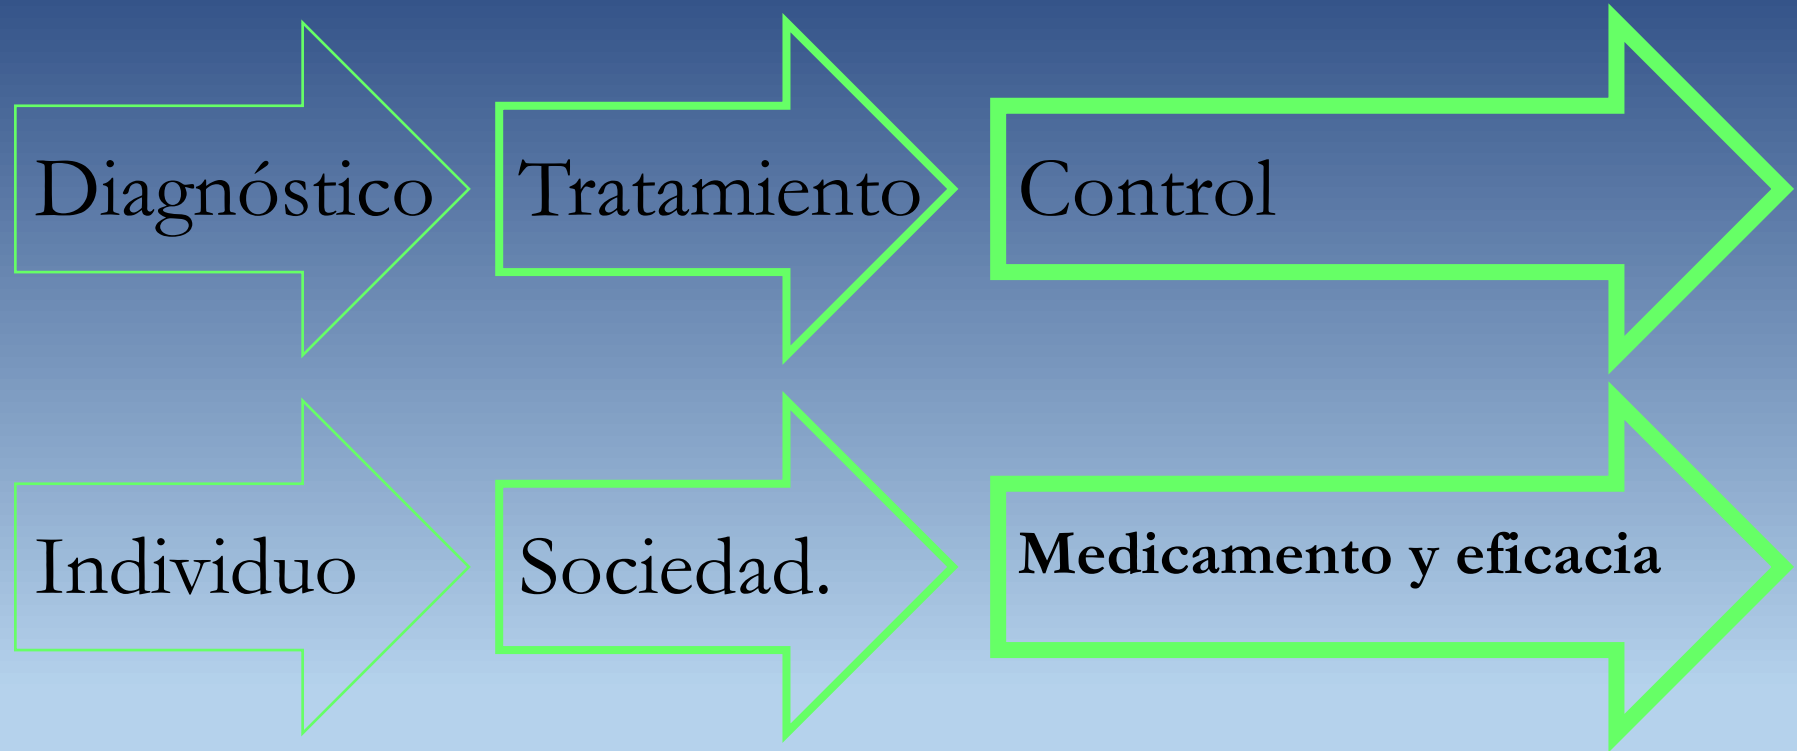 Diagnóstico
Tratamiento
Control
Individuo
Sociedad.
Medicamento y eficacia